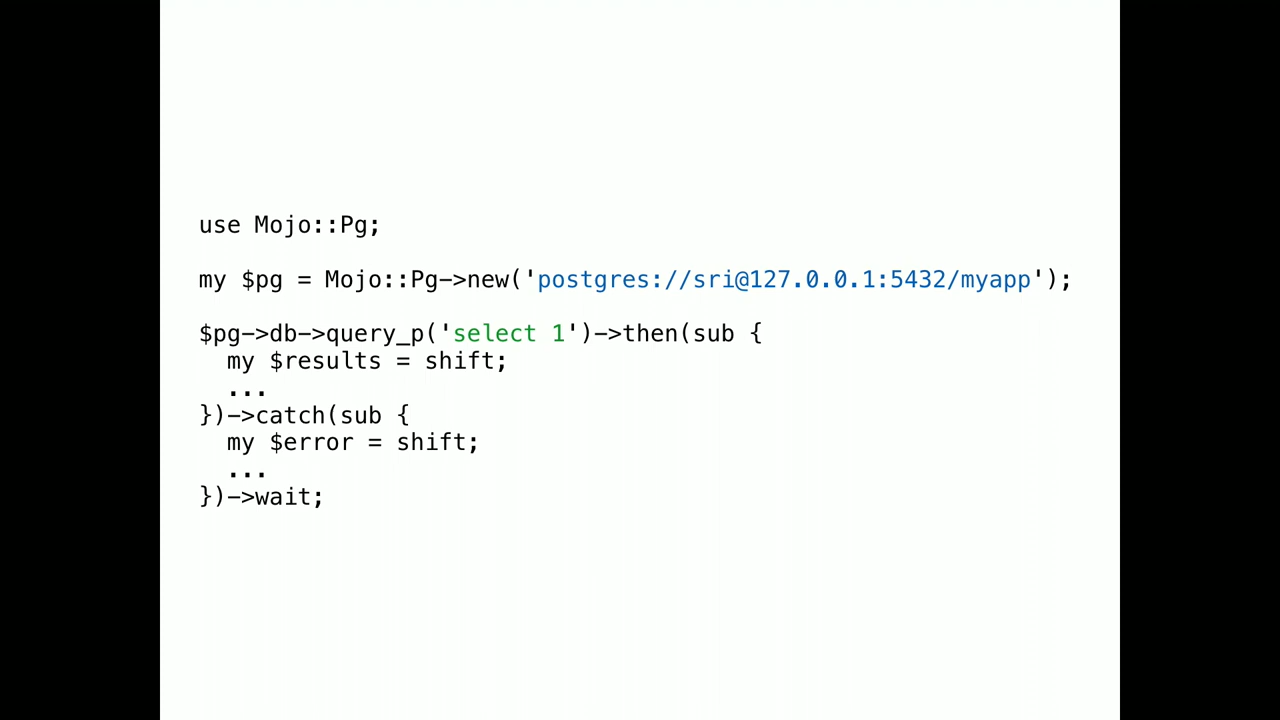 use Mojo::Pg;
my $pg = Mojo::Pg->new('postgres://sri@127.0.0.1:5432/myapp');
$pg->db->query_p('select 1')->then(sub {
  my $results = shift;
  ...
})->catch(sub {
  my $error = shift;
  ...
})->wait;